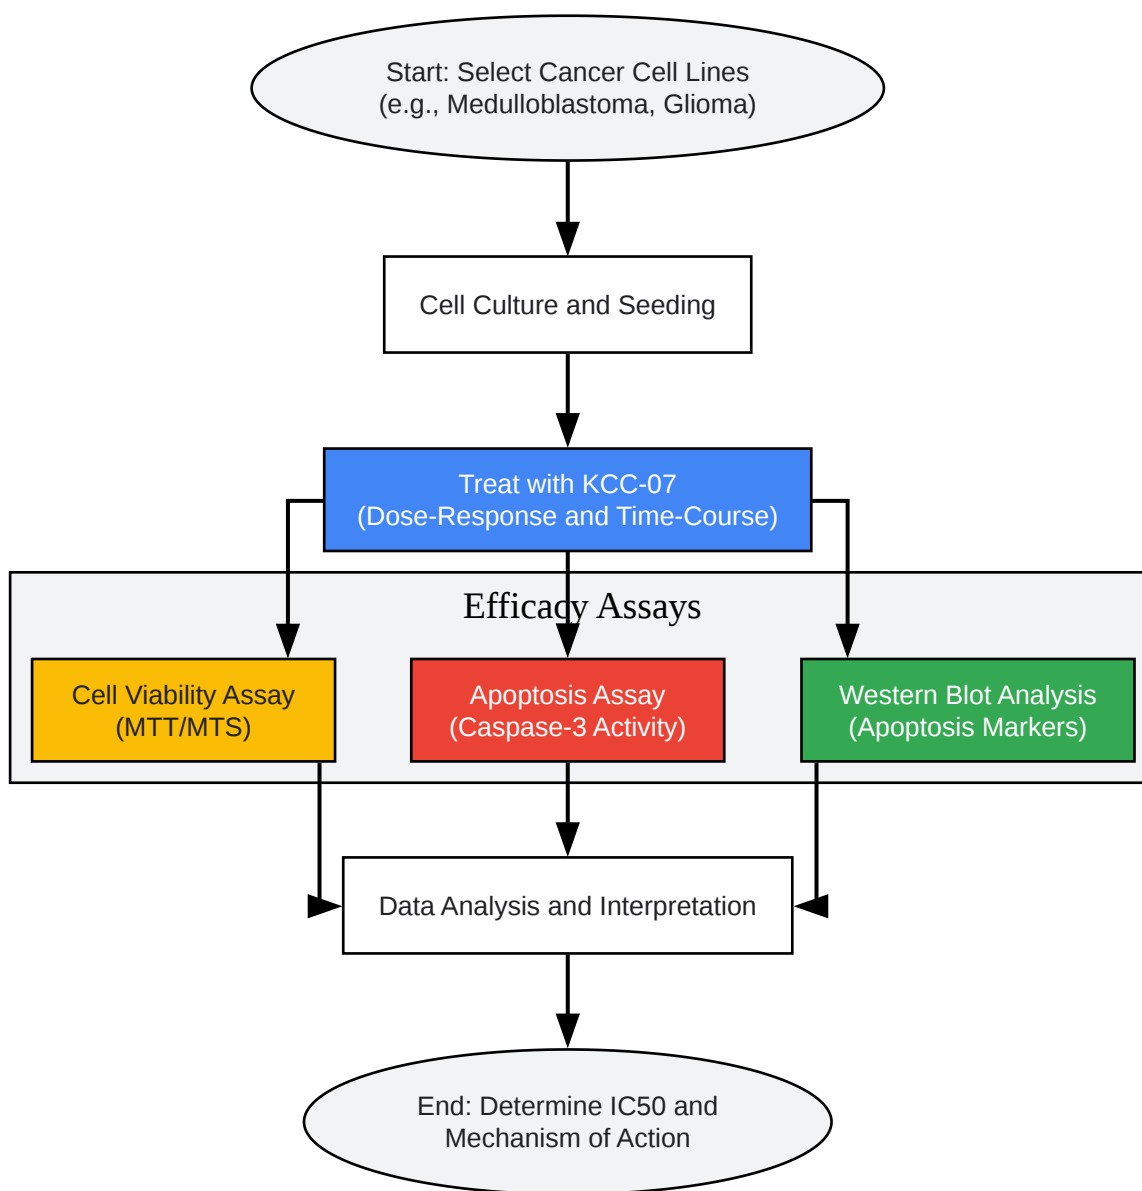 Start: Select Cancer Cell Lines
(e.g., Medulloblastoma, Glioma)
Cell Culture and Seeding
Treat with KCC-07
(Dose-Response and Time-Course)
Efficacy Assays
Cell Viability Assay
(MTT/MTS)
Apoptosis Assay
(Caspase-3 Activity)
Western Blot Analysis
(Apoptosis Markers)
Data Analysis and Interpretation
End: Determine IC50 and
Mechanism of Action